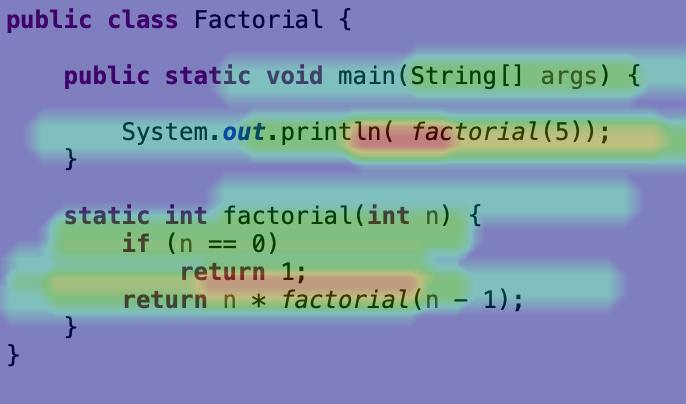 public class Factorial {
public static void main(String[] args) {
System.out.println( factorial(5));
}
static int factorial(int n) {
if (n == 0)
return 1;
return n * factorial(n - 1);
}
}